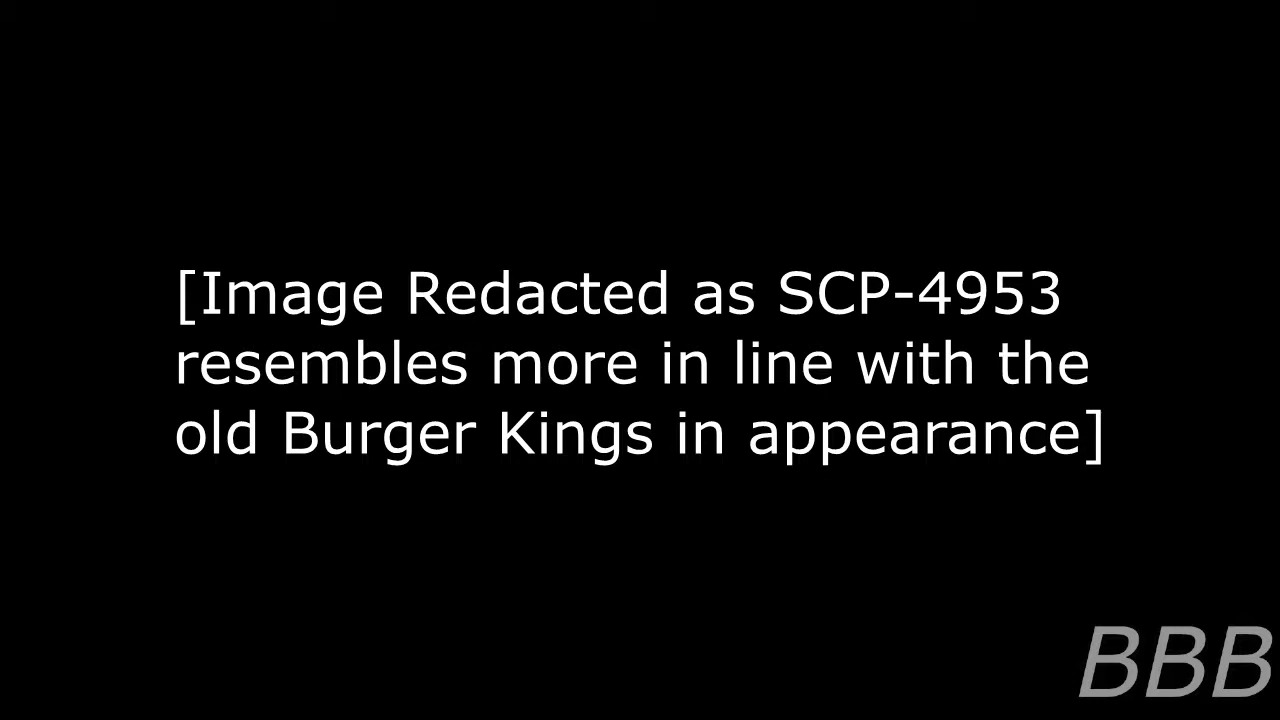 [Image Redacted as SCP-4953
resembles more in line with the
old Burger Kings in appearance]
BBB